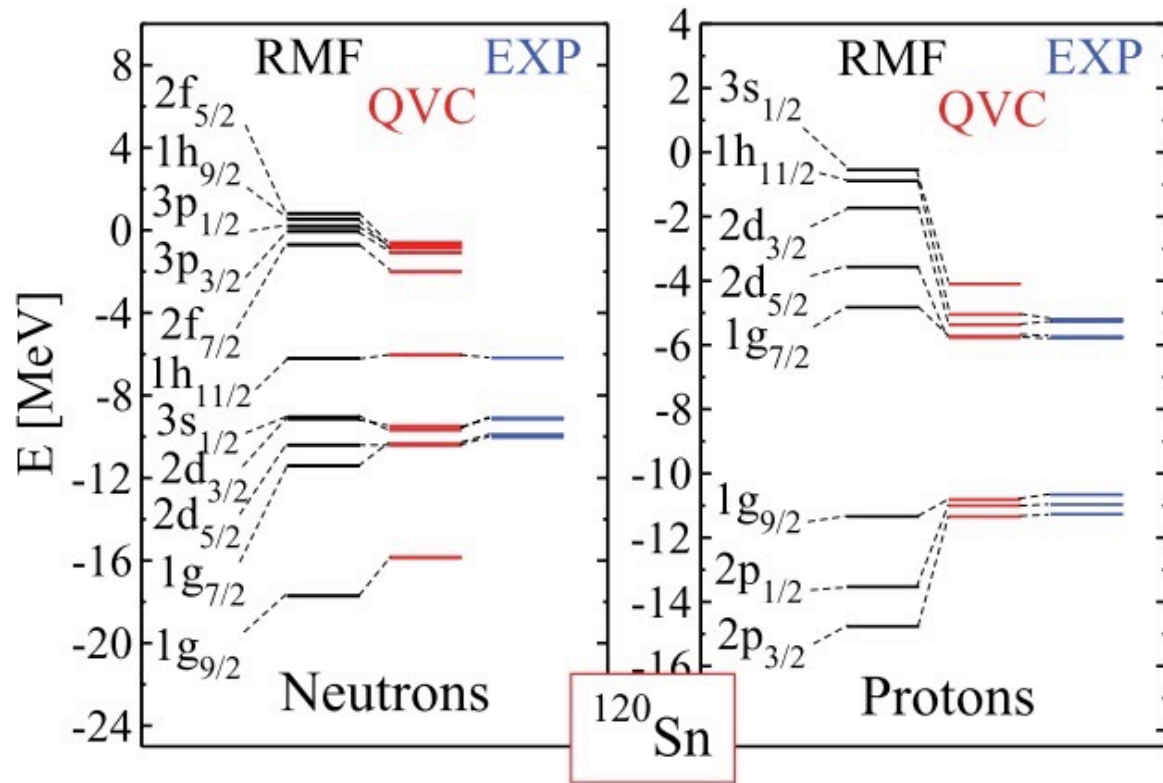 E [MeV]
8
4
0
-4
-8
-12
-16
-20
-24
RMF
EXP
QVC
2f5/2
1h9/2
3p1/2
3p3/2
2f7/2
1h11/2
3s1/2
2d3/2
2d5/2
1g7/2
1g9/2
Neutrons
4
2
0
-2
-4
-6
-8
-10
-12
-14
-16
RMF
EXP
QVC
3s1/2
1h11/2
2d3/2
2d5/2
1g7/2
1g9/2
2p1/2
2p3/2
Protons
120Sn